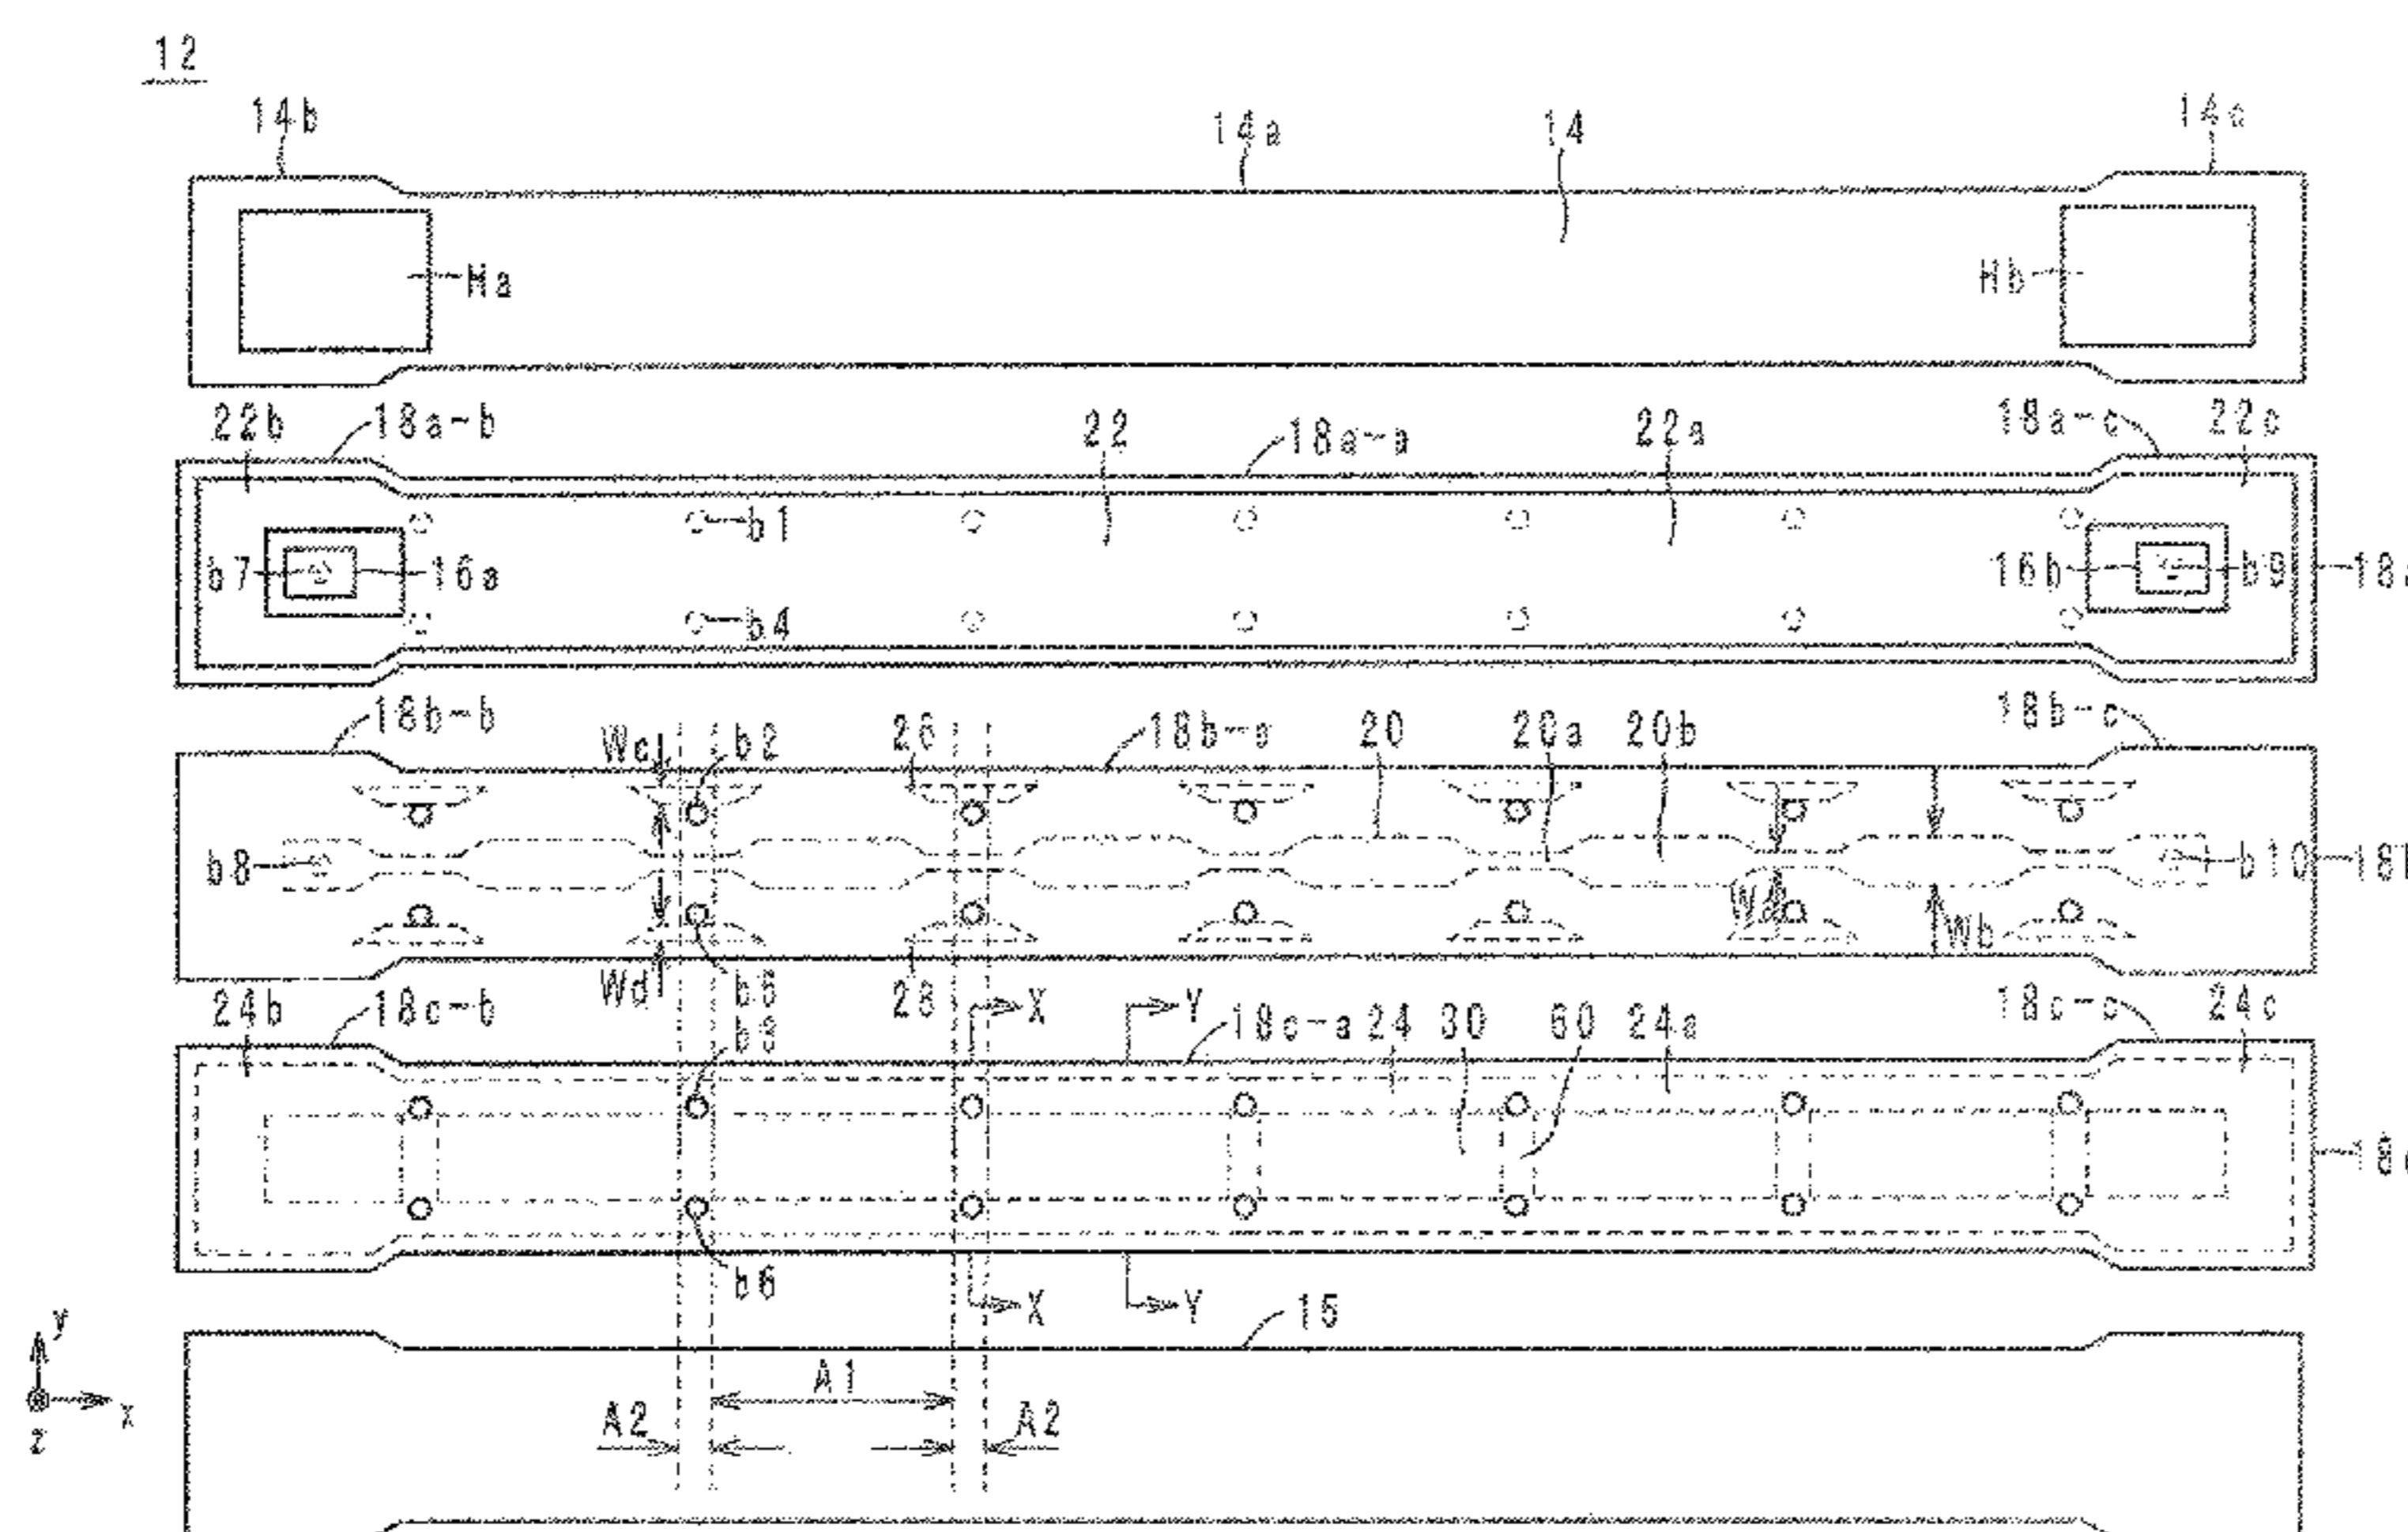 12
14b 14a 14 14c
Ha Hb
22b 18a-b 22 18a-a 22a 18a-c 22c
b1
b7 16a 16b b9
b4
18b-b 18b-c
Wc b2 26 18b-a 20 20a 20b
b8 b10
Wb
Wd b5 28
24b 18c-b b3 X Y 18c-a 24 30 60 24a 18c-c 24c
b6 X Y 15
y
x
z
A1
A2 A2